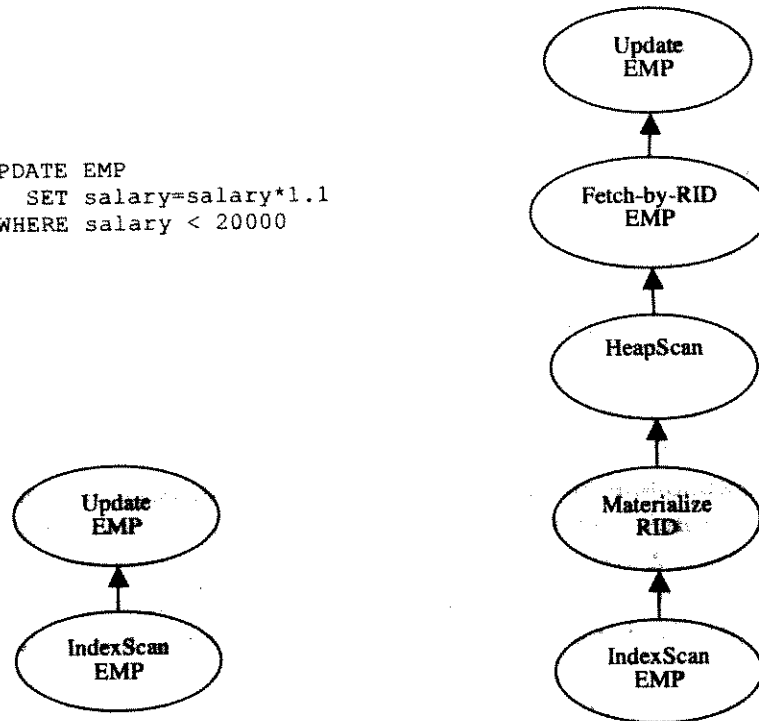 Update
EMP
PDATE EMP
SET salary=salary*1.1
WHERE salary < 20000
Fetch-by-RID
EMP
HeapScan
Update
EMP
Materialize
RID
IndexScan
EMP
IndexScan
EMP